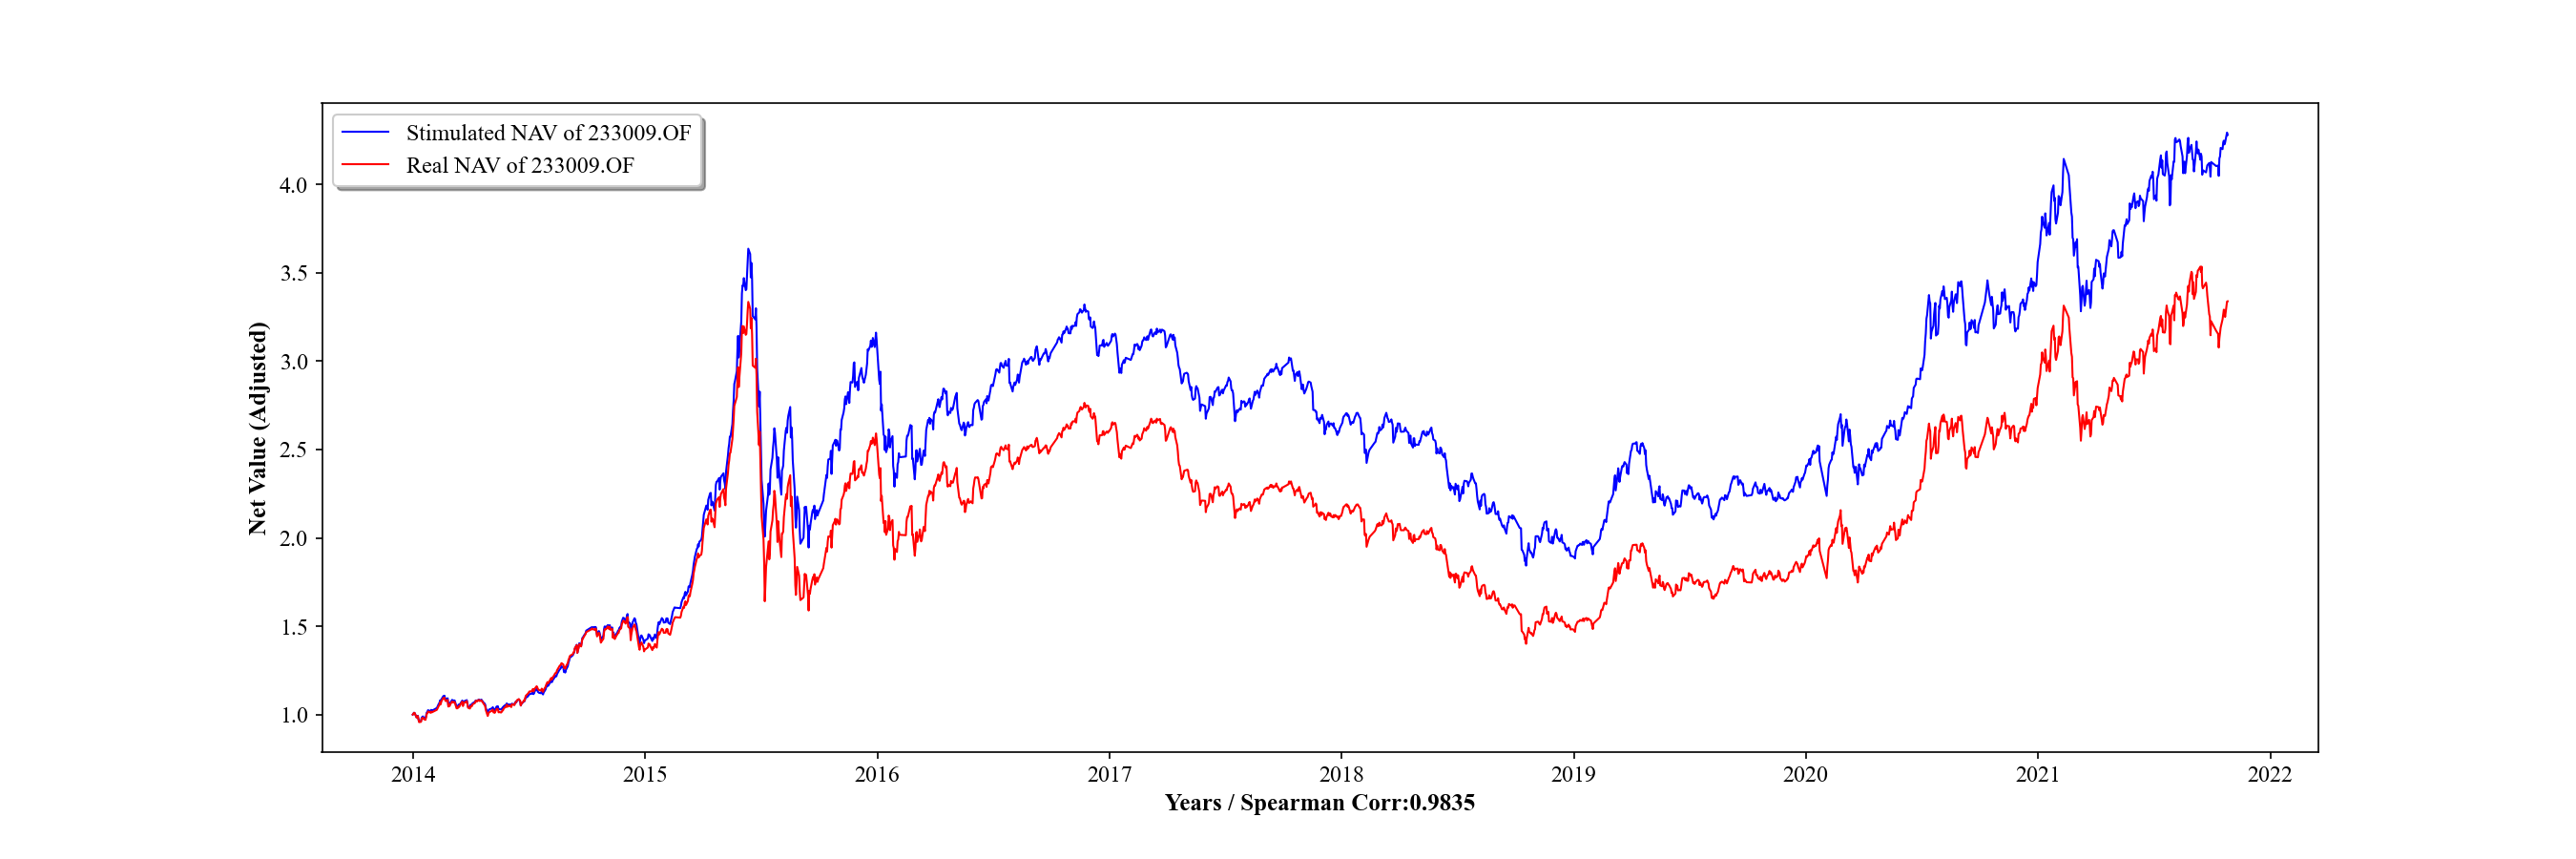 Stimulated NAV of 233009.OF
Real NAV of 233009.OF
Net Value (Adjusted)
4.0
3.5
3.0
2.5
2.0
1.5
1.0
2014 2015 2016 2017 2018 2019 2020 2021 2022
Years / Spearman Corr:0.9835